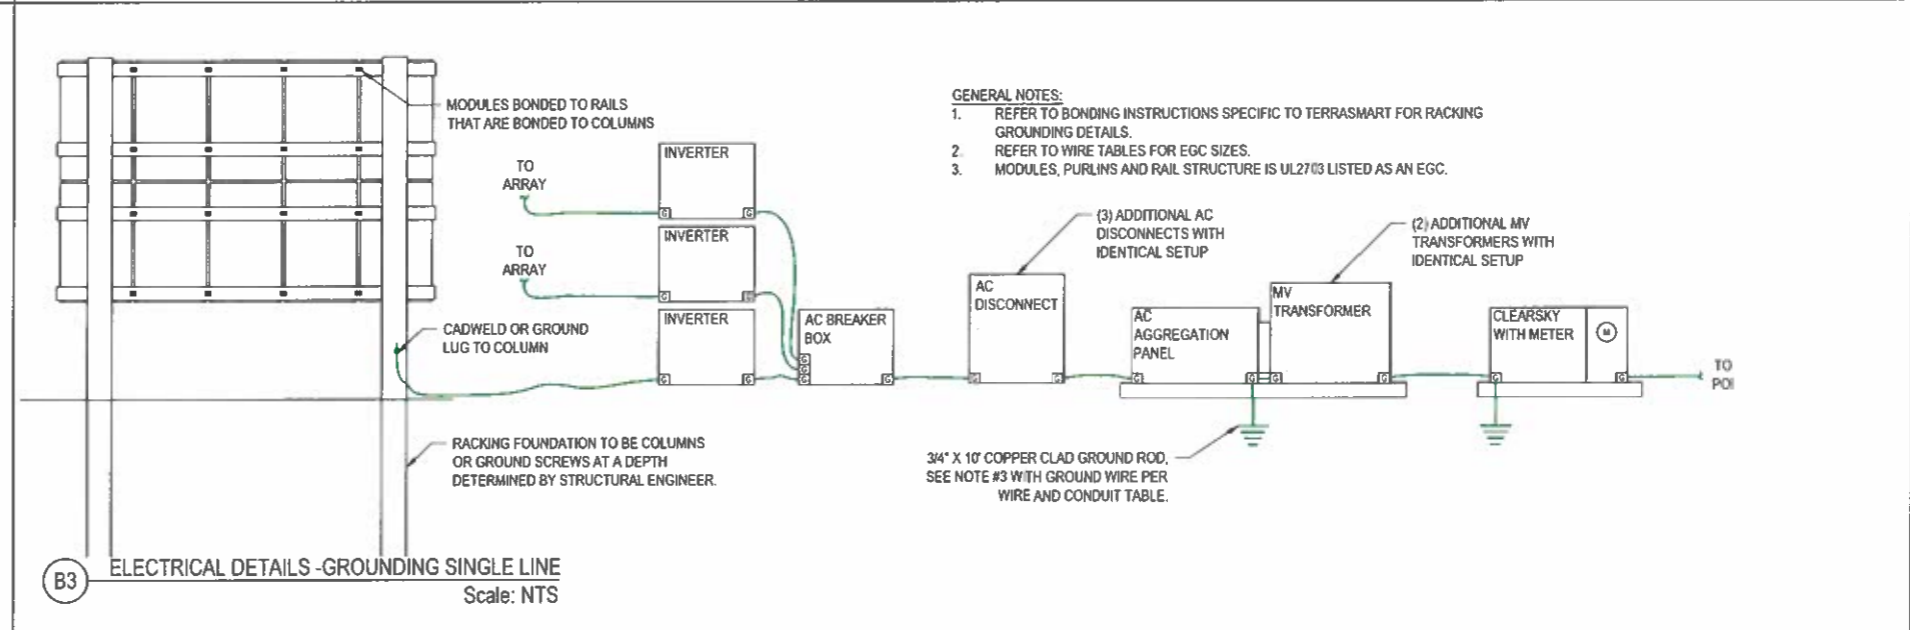 MODULES BONDED TO RAILS
THAT ARE BONDED TO COLUMNS
GENERAL NOTES:
1. REFER TO BONDING INSTRUCTIONS SPECIFIC TO TERRASMART FOR RACKING
GROUNDING DETAILS.
2. REFER TO WIRE TABLES FOR EGC SIZES.
3. MODULES, PURLINS AND RAIL STRUCTURE IS UL2703 LISTED AS AN EGC.
TO
ARRAY
INVERTER
G G
TO
ARRAY
INVERTER
G G
INVERTER
G G
AC BREAKER
BOX
G
G
G G
(3) ADDITIONAL AC
DISCONNECTS WITH
IDENTICAL SETUP
AC
DISCONNECT
G G
(2) ADDITIONAL MV
TRANSFORMERS WITH
IDENTICAL SETUP
AC
AGGREGATION
PANEL
G G
MV
TRANSFORMER
G G
CLEARSKY
WITH METER
M
G G
TO
POI
CADWELD OR GROUND
LUG TO COLUMN
RACKING FOUNDATION TO BE COLUMNS
OR GROUND SCREWS AT A DEPTH
DETERMINED BY STRUCTURAL ENGINEER.
3/4" X 10' COPPER CLAD GROUND ROD,
SEE NOTE #3 WITH GROUND WIRE PER
WIRE AND CONDUIT TABLE.
B3 ELECTRICAL DETAILS -GROUNDING SINGLE LINE
Scale: NTS